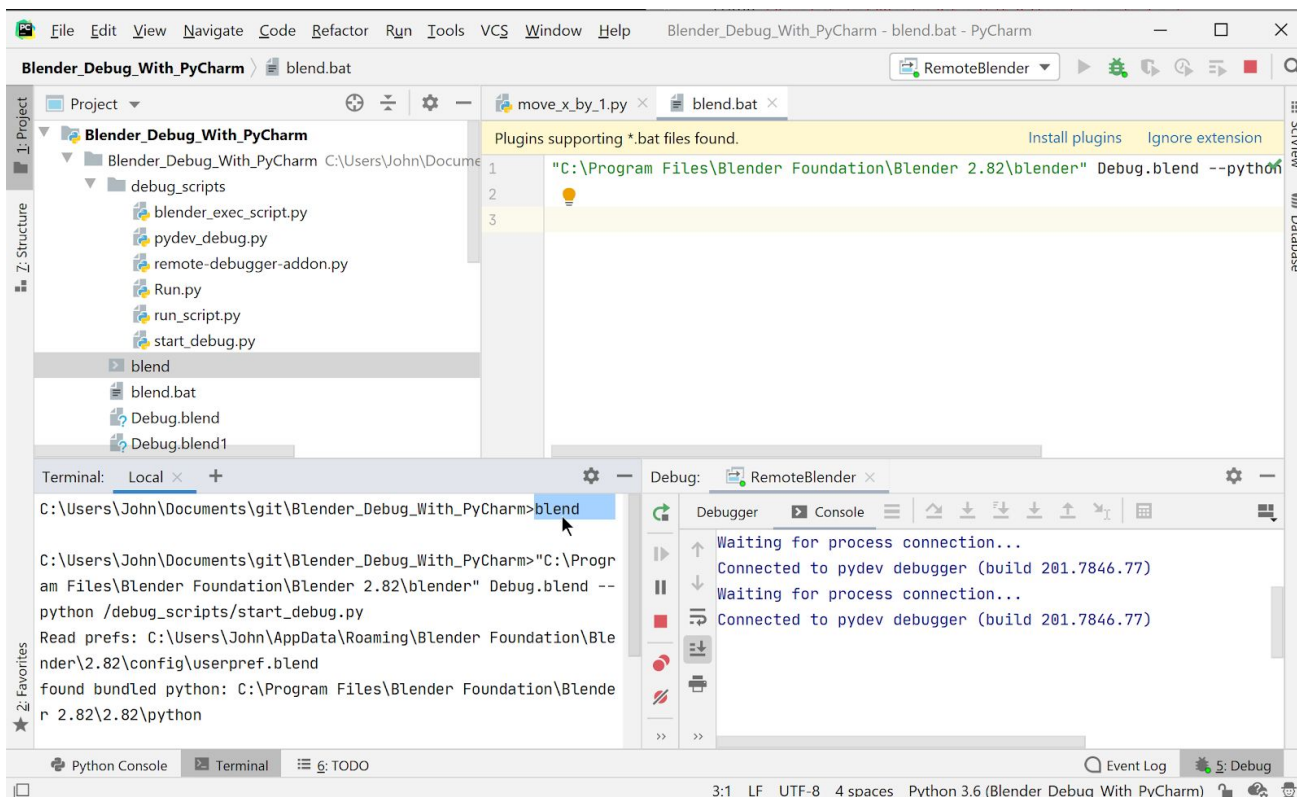 PC File Edit View Navigate Code Refactor Run Tools VCS Window Help Blender_Debug_With_PyCharm - blend.bat - PyCharm
Blender_Debug_With_PyCharm blend.bat RemoteBlender
1: Project
Project
move_x_by_1.py
blend.bat
Blender_Debug_With_PyCharm
Blender_Debug_With_PyCharm C:\Users\John\Docume
debug_scripts
blender_exec_script.py
pydev_debug.py
remote-debugger-addon.py
Run.py
run_script.py
start_debug.py
blend
blend.bat
Debug.blend
Debug.blend1
Z: Structure
Plugins supporting *.bat files found. Install plugins Ignore extension
1 "C:\Program Files\Blender Foundation\Blender 2.82\blender" Debug.blend --python
2
3
SciView
Database
Terminal: Local +
C:\Users\John\Documents\git\Blender_Debug_With_PyCharm>blend
C:\Users\John\Documents\git\Blender_Debug_With_PyCharm>"C:\Progr
am Files\Blender Foundation\Blender 2.82\blender" Debug.blend --
python /debug_scripts/start_debug.py
Read prefs: C:\Users\John\AppData\Roaming\Blender Foundation\Ble
nder\2.82\config\userpref.blend
found bundled python: C:\Program Files\Blender Foundation\Blende
r 2.82\2.82\python
2: Favorites
Debug: RemoteBlender
Debugger Console
Waiting for process connection...
Connected to pydev debugger (build 201.7846.77)
Waiting for process connection...
Connected to pydev debugger (build 201.7846.77)
Python Console Terminal 6: TODO Event Log 5: Debug
3:1 LF UTF-8 4 spaces Python 3.6 (Blender_Debug_With_PyCharm)